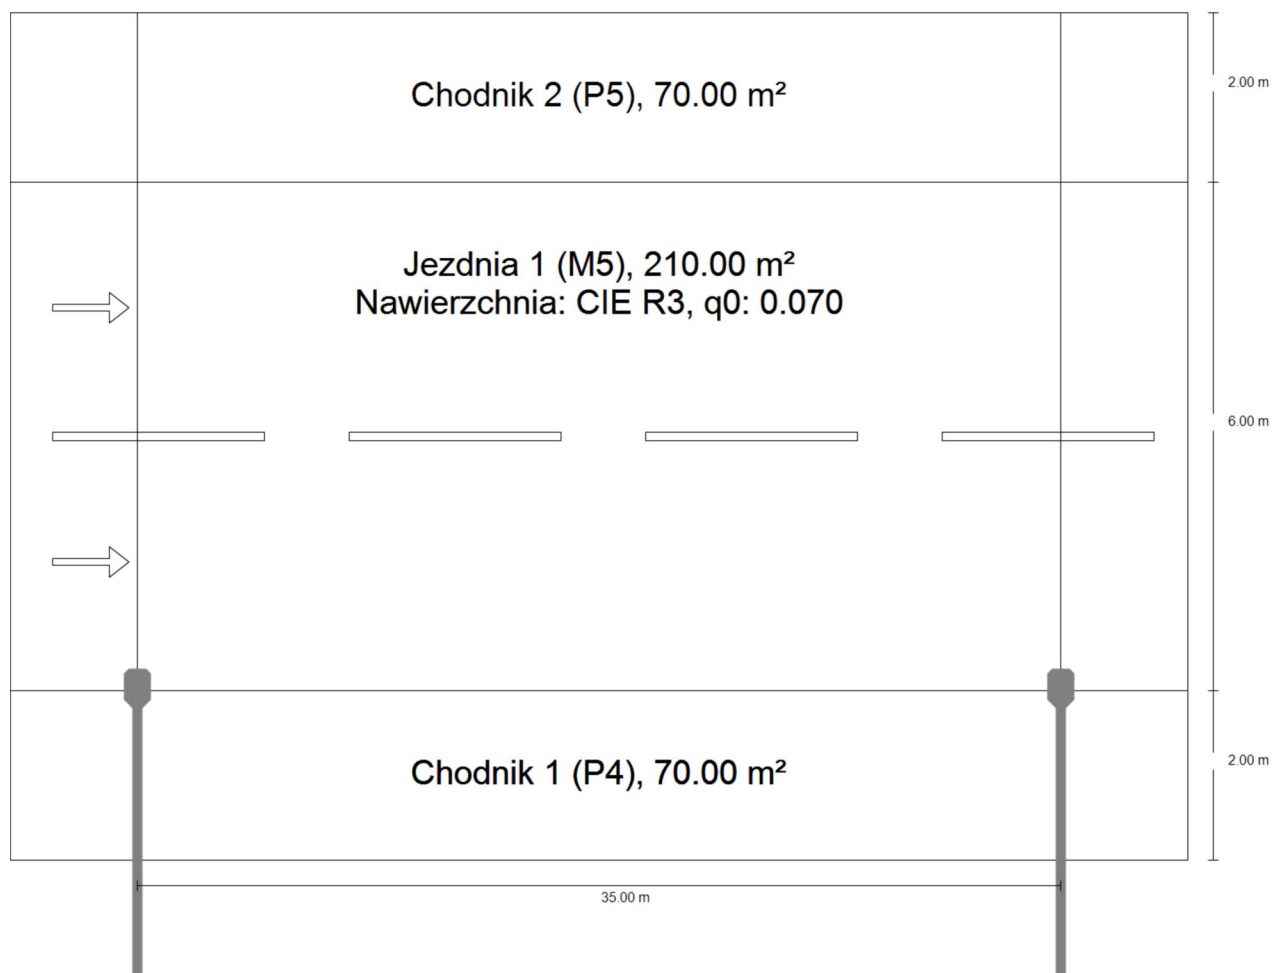 Chodnik 2 (P5), 70.00 m²
2.00 m
Jezdnia 1 (M5), 210.00 m²
Nawierzchnia: CIE R3, q0: 0.070
6.00 m
Chodnik 1 (P4), 70.00 m²
2.00 m
35.00 m